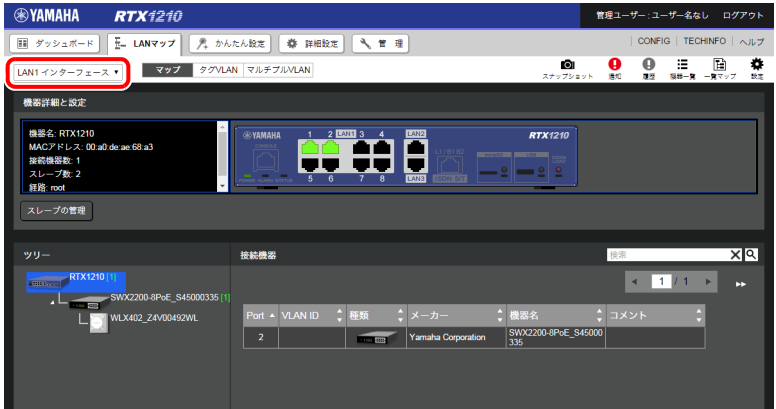 YAMAHA RTX1210 管理ユーザー : ユーザー名なし ログアウト
ダッシュボード LANマップ かんたん設定 詳細設定 管 理 CONFIG TECHINFO ヘルプ
LAN1 インターフェース ▼ マップ タグVLAN マルチプルVLAN スナップショット 通知 履歴 機器一覧 一覧マップ 設定
機器詳細と設定
機器名: RTX1210
MACアドレス: 00:a0:de:ae:68:a3
接続機器数: 1
スレーブ数: 2
経路: root
YAMAHA 1 2 LAN1 3 4 LAN2 RTX1210
CONSOLE L1 / B1 B2 microSD USB
POWER ALARM STATUS 5 6 7 8 LAN3 ISDN S/T
スレーブの管理
ツリー
RTX1210 [1]
SWX2200-8PoE_S45000335 [1]
WLX402_Z4V00492WL
接続機器 検索
1 / 1
Port VLAN ID 種類 メーカー 機器名 コメント
2 Yamaha Corporation SWX2200-8PoE_S45000
335